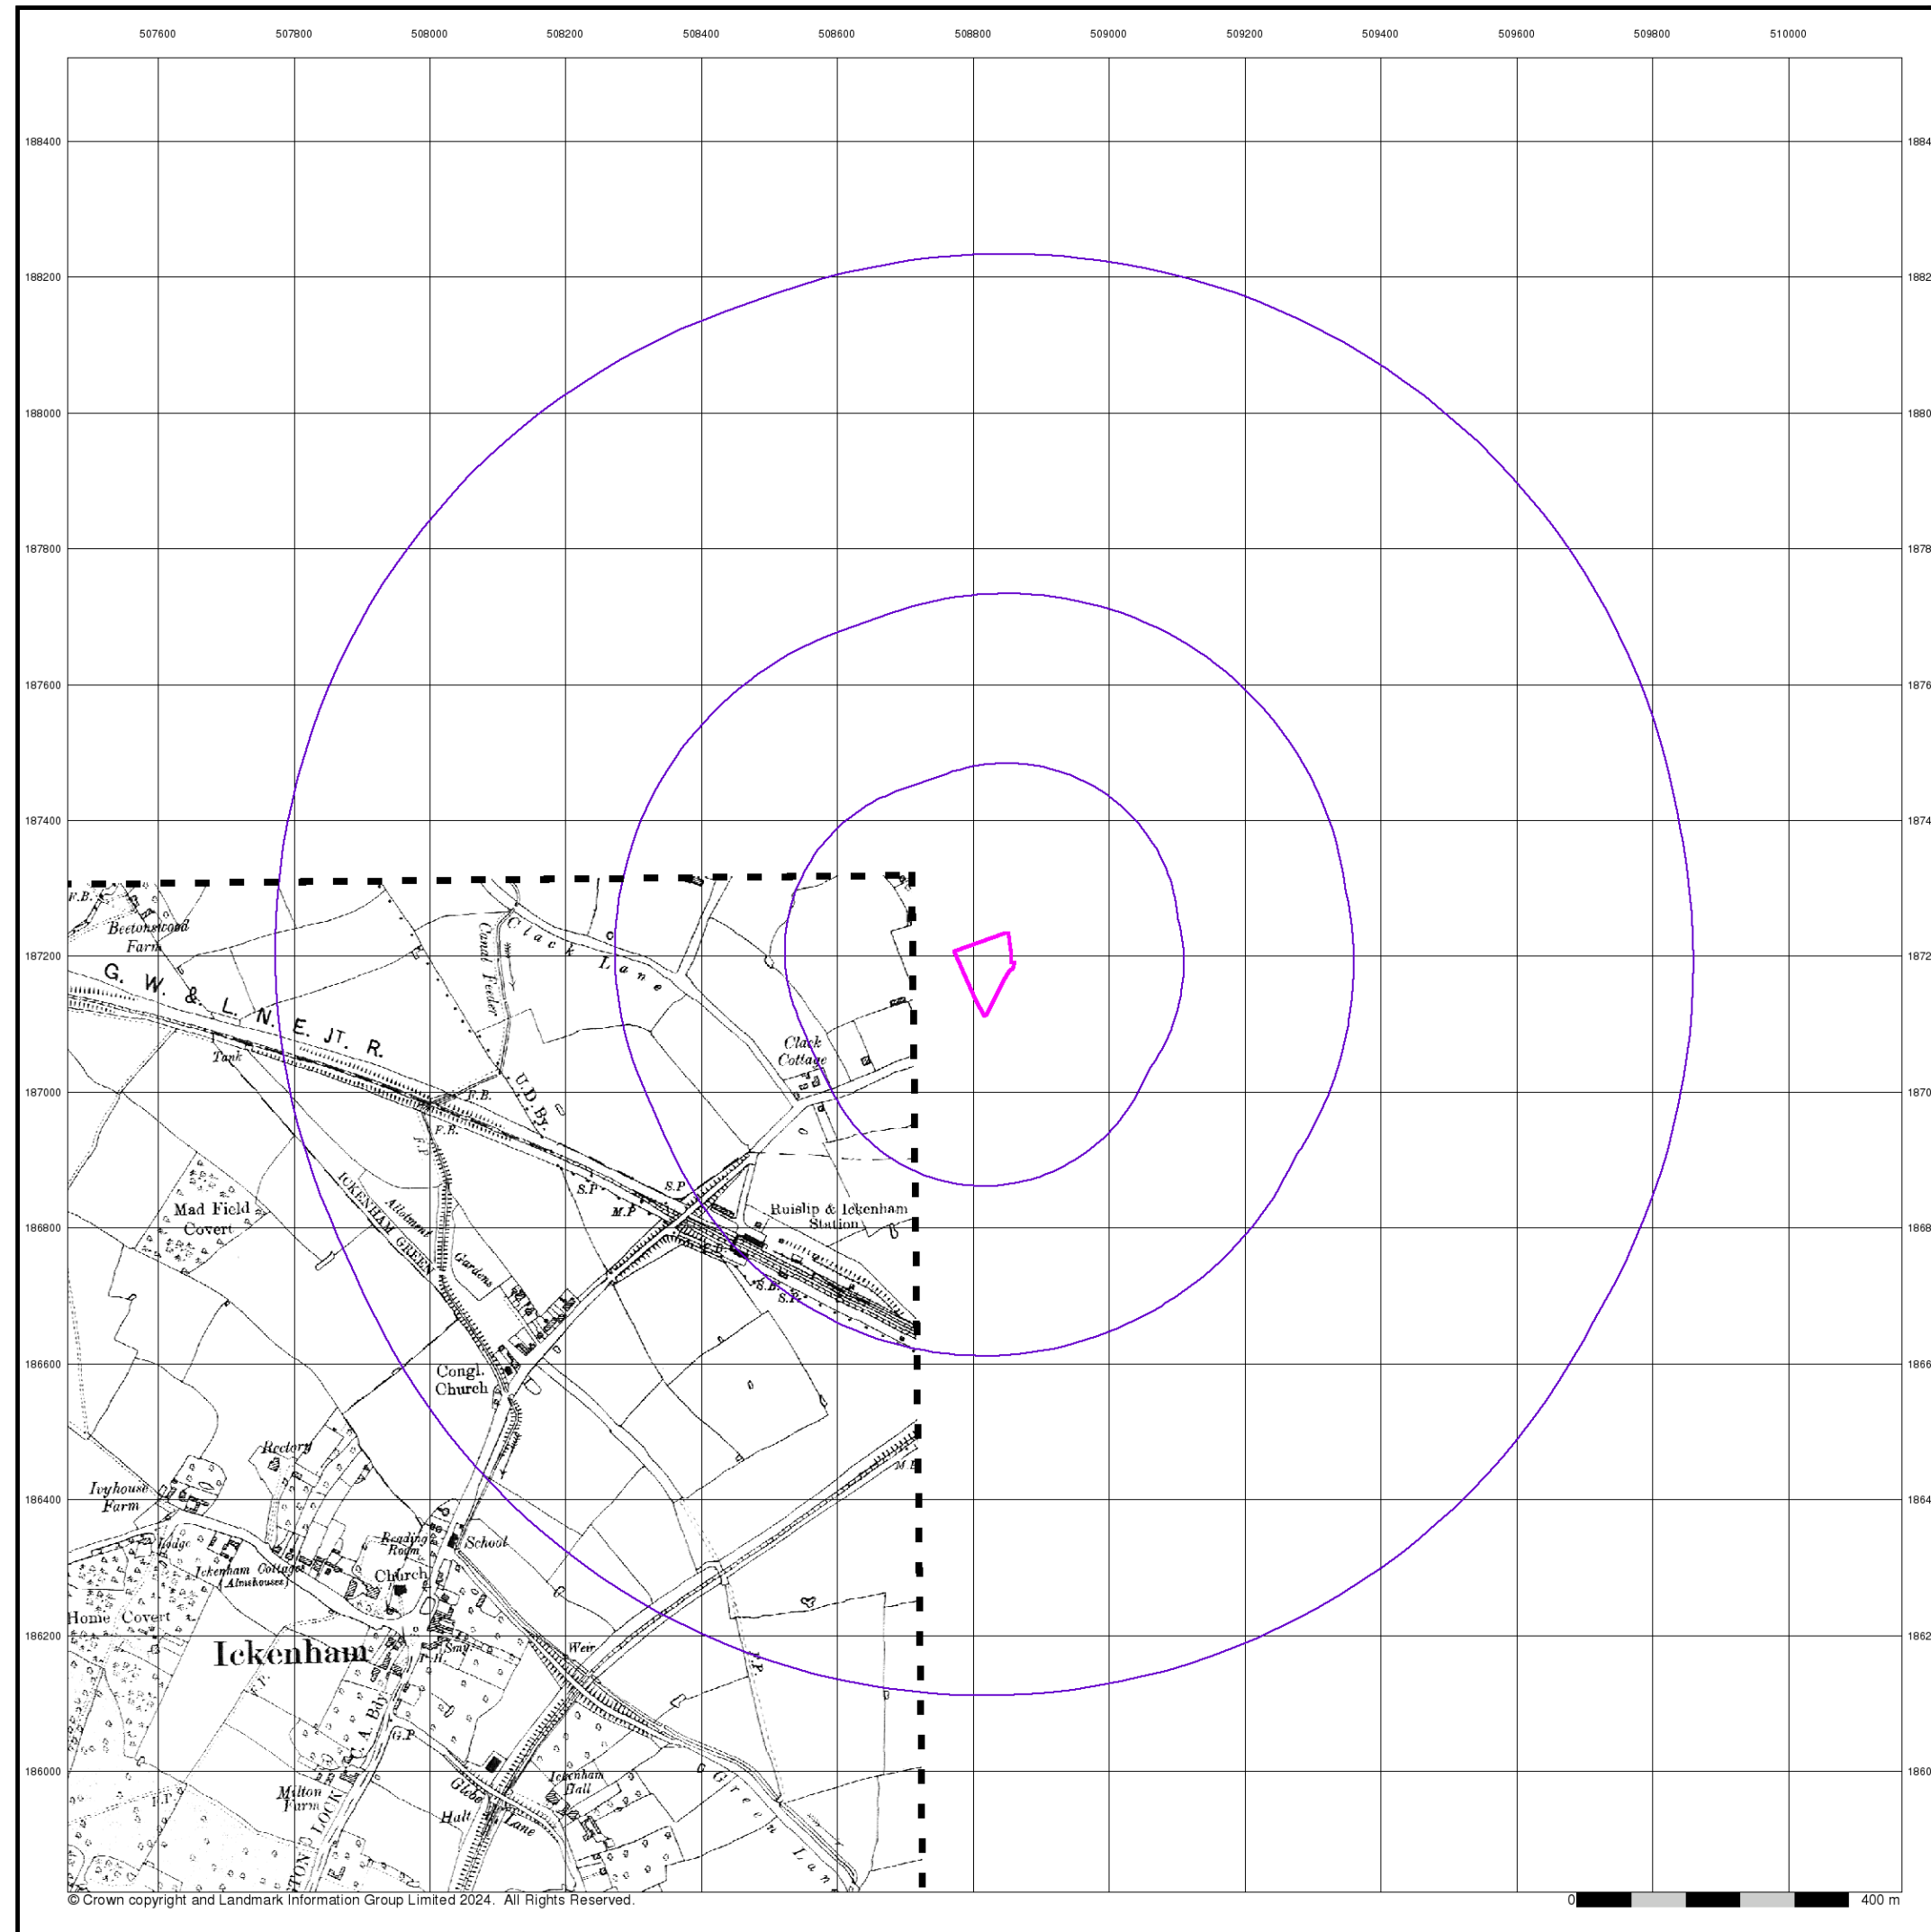 507600 507800 508000 508200 508400 508600 508800 509000 509200 509400 509600 509800 510000
188400
188200
188000
187800
187600
187400
F.B.
Beetonswood
Farm
Canal Feeder
Clack Lane
187200
G. W. & L. N. E. JT. R.
Tank
Clack
Cottage
187000
F.B.
U.D. By.
F.B.
F.P.
S.P.
S.P.
M.P.
Mad Field
Covert
ICKENHAM GREEN
Allotment
Gardens
Ruislip & Ickenham
Station
186800
S.B.
S.P.
186600
Congl.
Church
Rectory
Ivyhouse
Farm
M.P.
186400
Lodge
Reading
Room
School
Ickenham Cottages
(Almshouses)
Church
Home Covert
186200
Ickenham
Smy.
P.H.
Weir
F.P.
F.P.
C. A. Bdy
G.P.
186000
Milton
Farm
Glebe
Lane
Halt
Ickenham
Hall
Green Lan
F.P.
© Crown copyright and Landmark Information Group Limited 2024. All Rights Reserved.
0 400 m